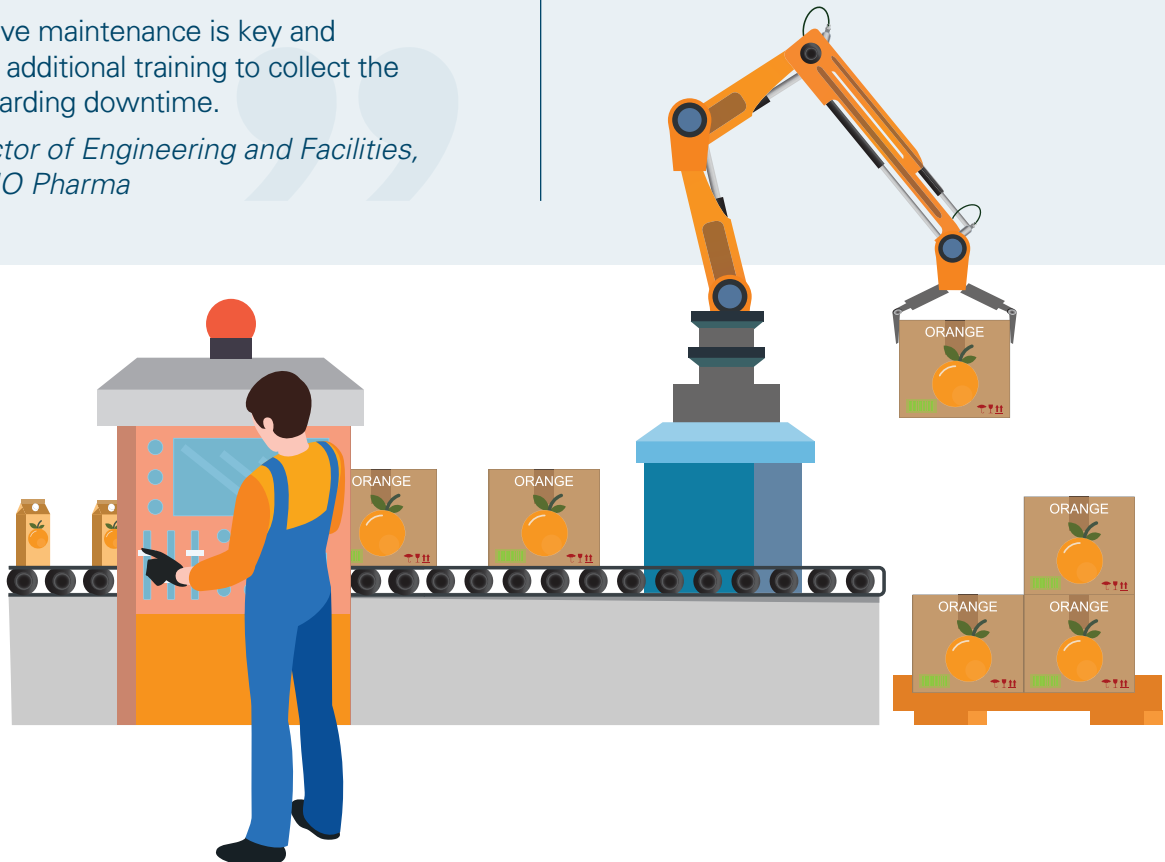 ve maintenance is key and
additional training to collect the
arding downtime.
ctor of Engineering and Facilities,
O Pharma
ORANGE
ORANGE
ORANGE
ORANGE
ORANGE
ORANGE